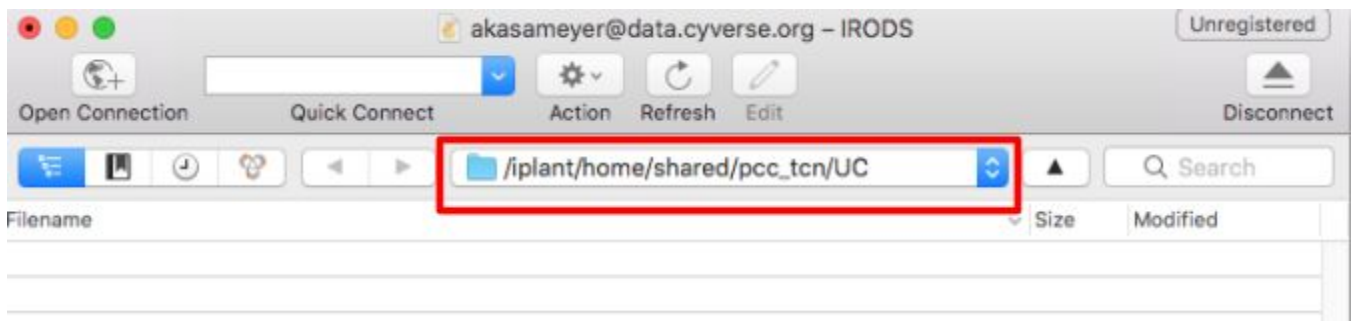 akasameyer@data.cyverse.org – IRODS
Unregistered
Open Connection
Quick Connect
Action
Refresh
Edit
Disconnect
/iplant/home/shared/pcc_tcn/UC
Search
Filename
Size
Modified